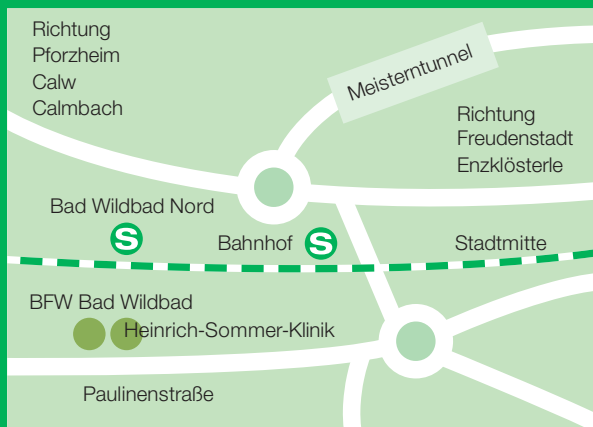 Richtung
Pforzheim
Calw
Calmbach
Meisterntunnel
Richtung
Freudenstadt
Enzklösterle
Bad Wildbad Nord
S
Bahnhof S
Stadtmitte
BFW Bad Wildbad
Heinrich-Sommer-Klinik
Paulinenstraße